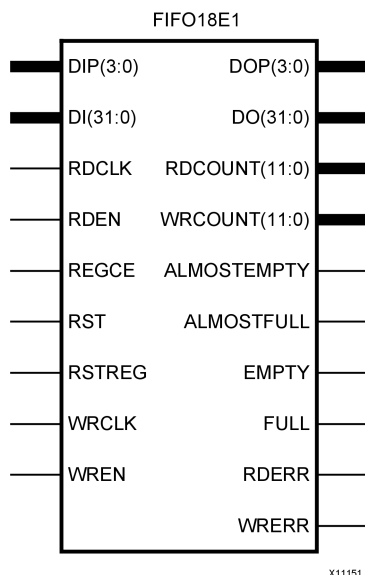 FIFO18E1
DIP(3:0) DOP(3:0)
DI(31:0) DO(31:0)
RDCLK RDCOUNT(11:0)
RDEN WRCOUNT(11:0)
REGCE ALMOSTEMPTY
RST ALMOSTFULL
RSTREG EMPTY
WRCLK FULL
WREN RDERR
WRERR
X11151